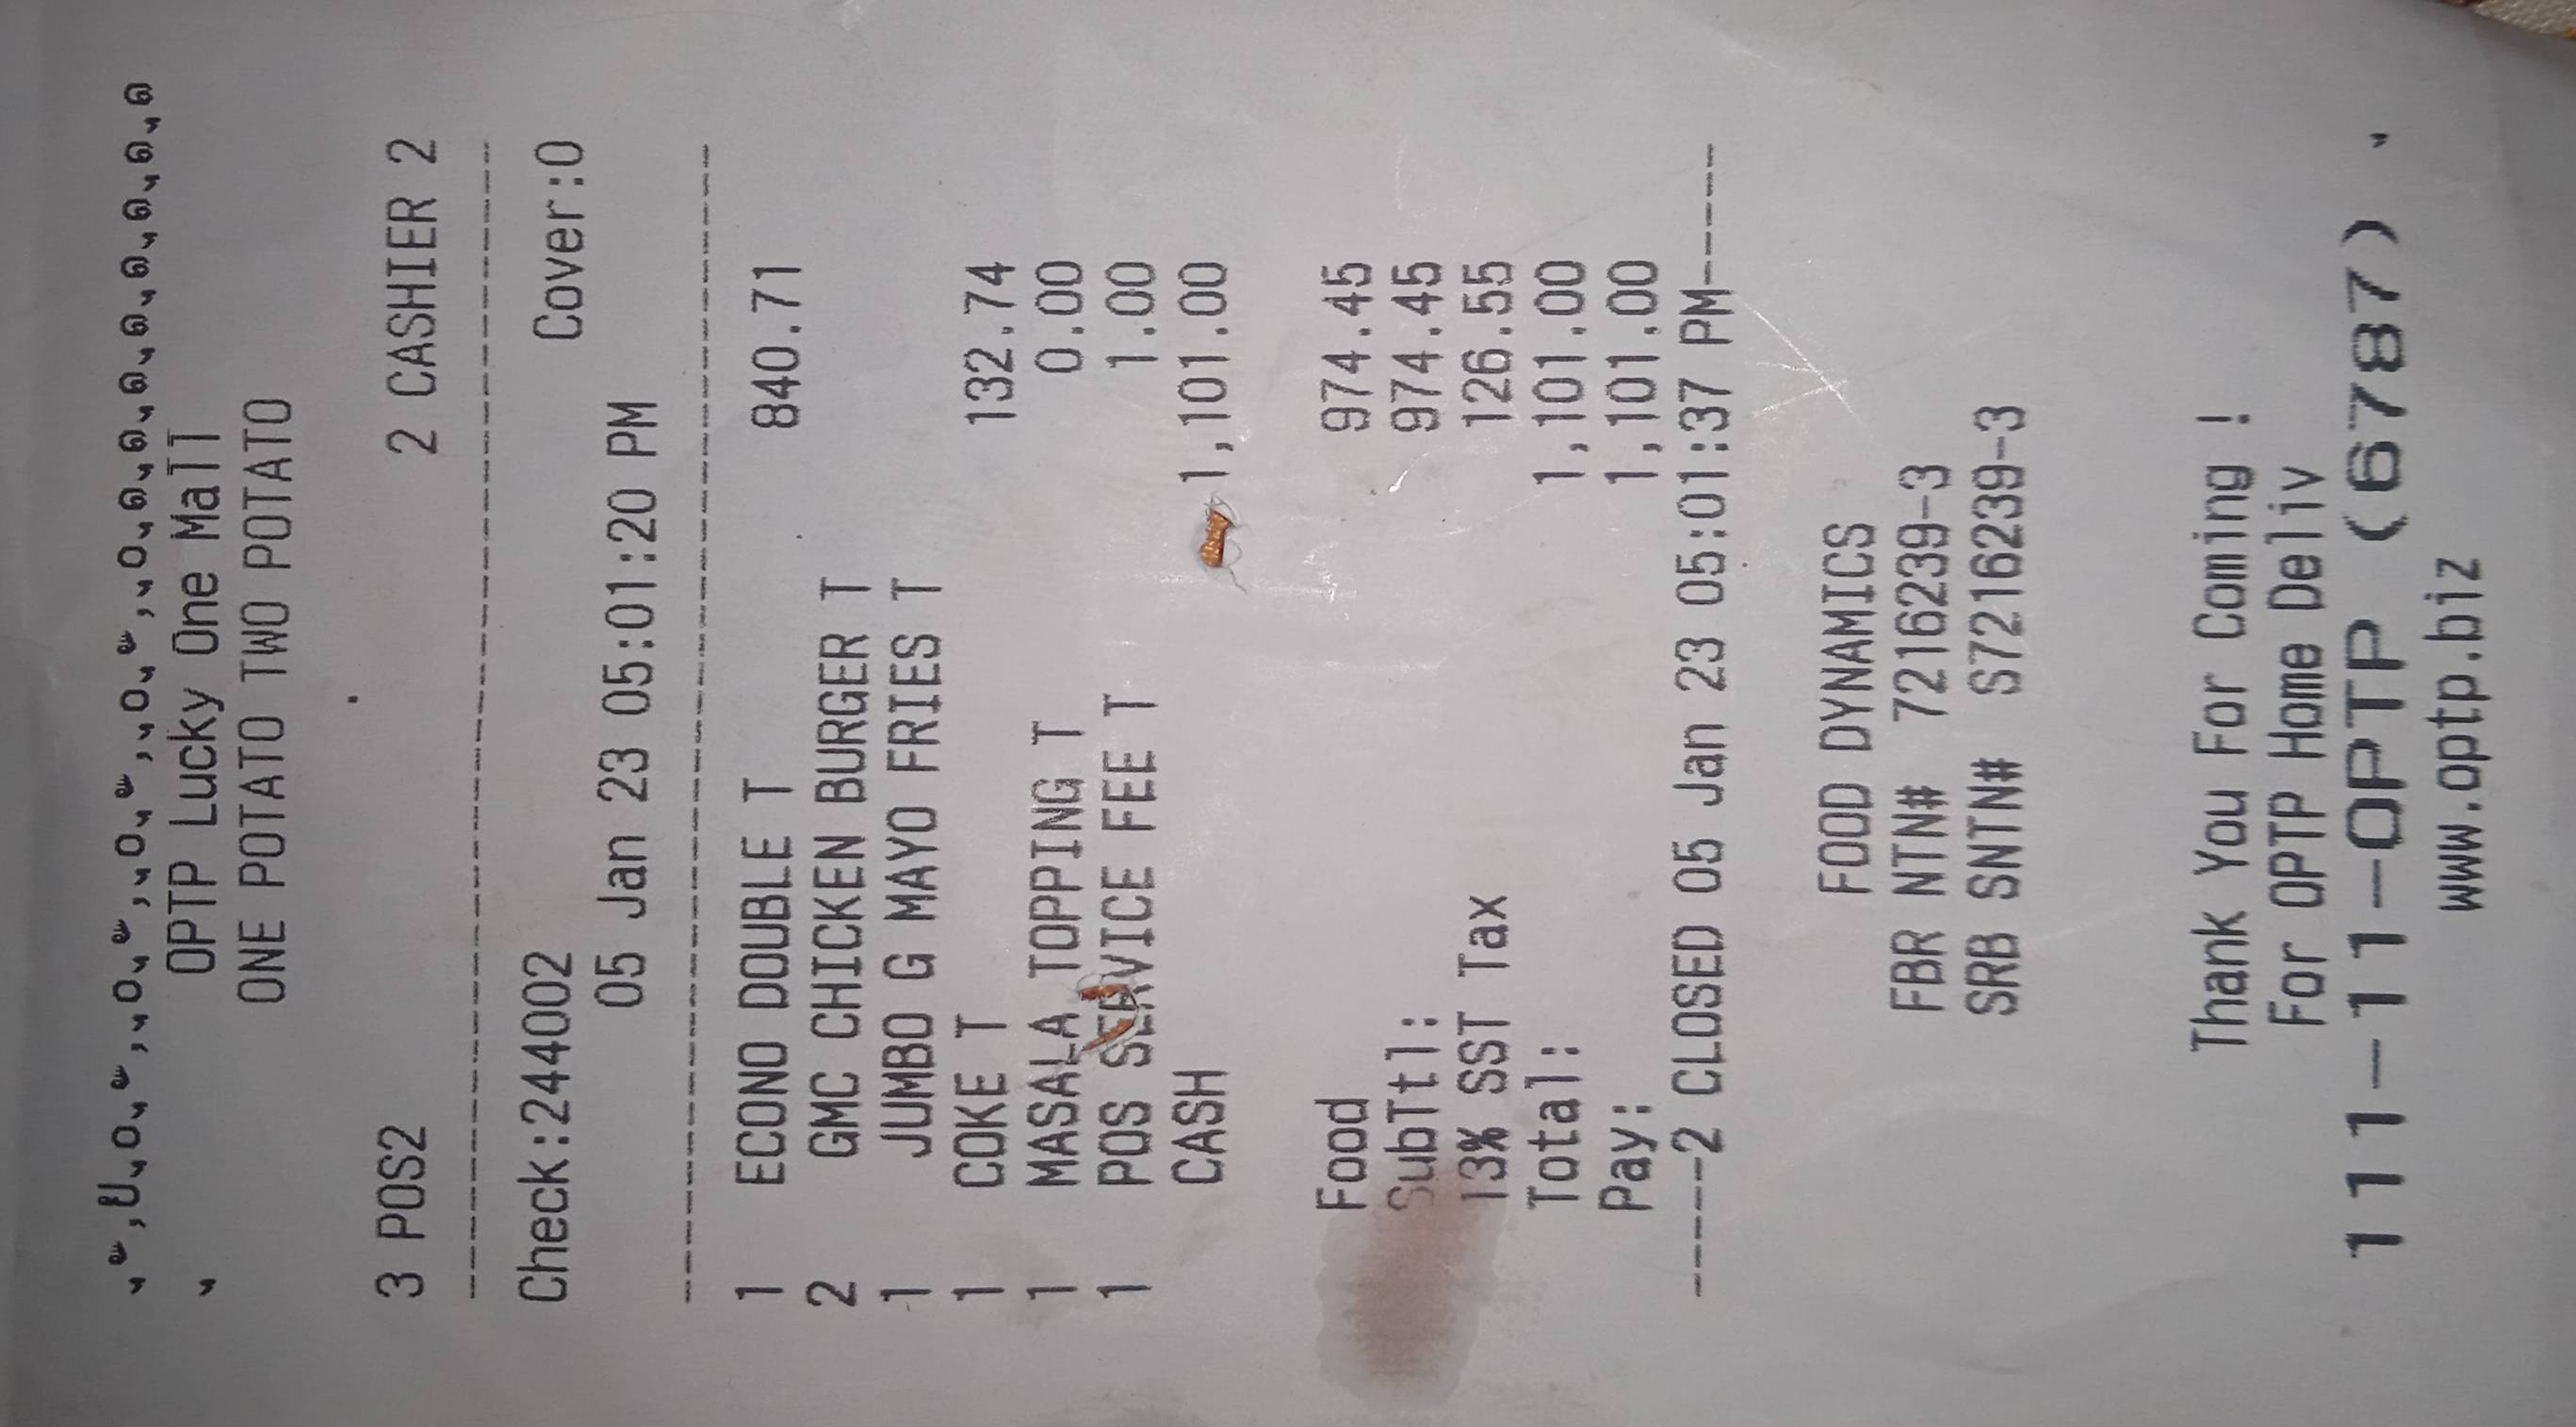 OPTP Lucky One Mall
ONE POTATO TWO POTATO
3 POS2 2 CASHIER 2
--------------------------------
Check:244002 Cover:0
05 Jan 23 05:01:20 PM
--------------------------------
1 ECONO DOUBLE T 840.71
2 GMC CHICKEN BURGER T
1 JUMBO G MAYO FRIES T
1 COKE T 132.74
1 MASALA TOPPING T 0.00
1 POS SERVICE FEE T 1.00
CASH 1,101.00
Food 974.45
SubTtl: 974.45
13% SST Tax 126.55
Total: 1,101.00
Pay: 1,101.00
-----2 CLOSED 05 Jan 23 05:01:37 PM-----
FOOD DYNAMICS
FBR NTN# 7216239-3
SRB SNTN# S7216239-3
Thank You For Coming !
For OPTP Home Deliv
111-11-OPTP (6787)
www.optp.biz